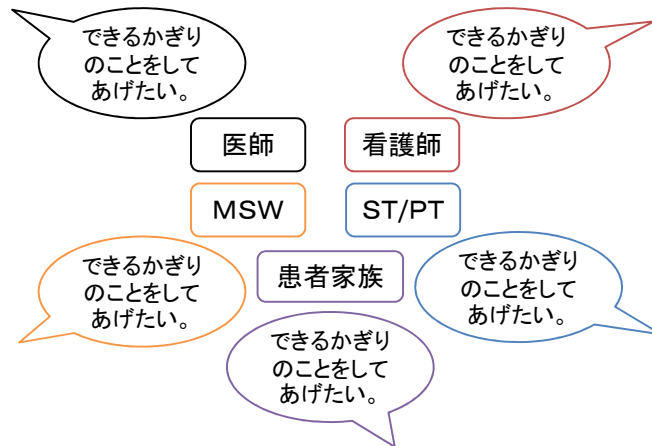 できるかぎり
のことをして
あげたい。
できるかぎり
のことをして
あげたい。
医師
看護師
MSW
ST/PT
できるかぎり
のことをして
あげたい。
患者家族
できるかぎり
のことをして
あげたい。
できるかぎり
のことをして
あげたい。